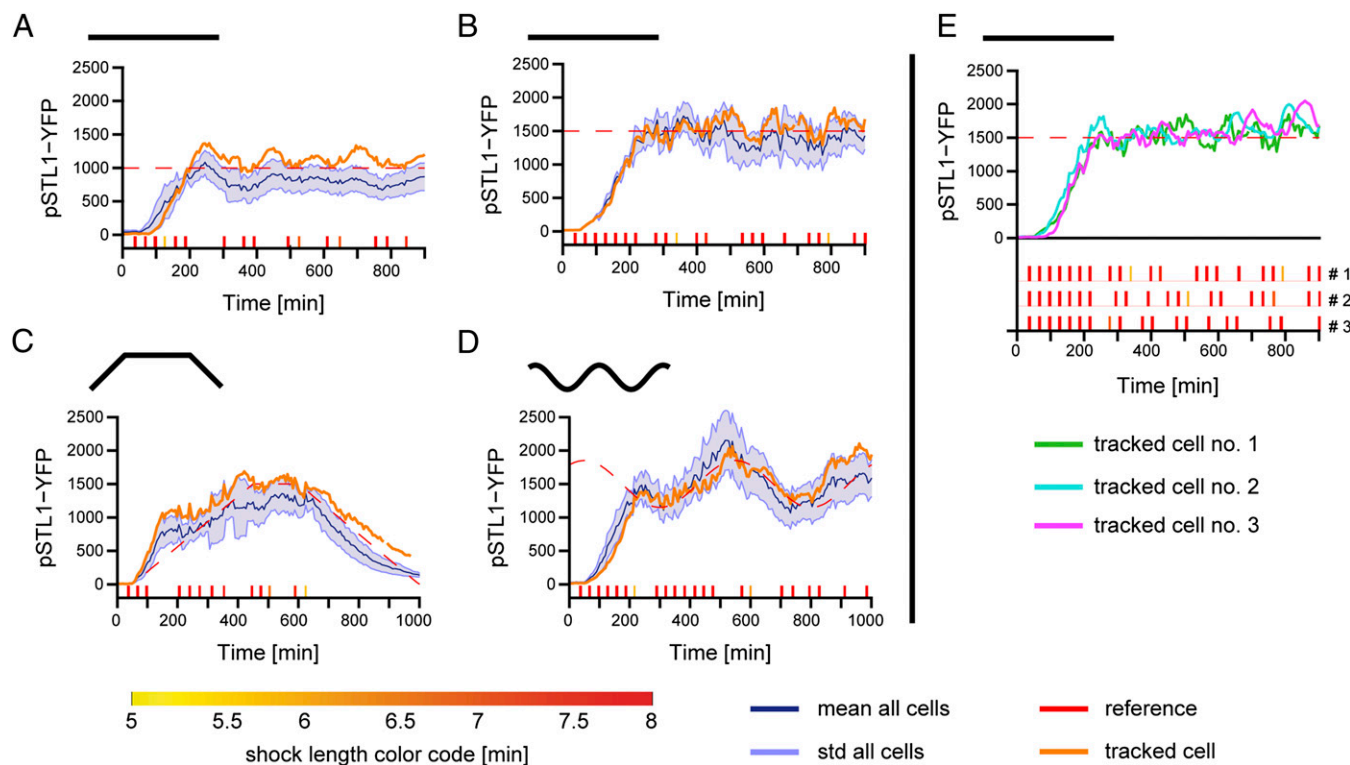 A
2500
2000
1500
1000
500
0
pSTL1−YFP
0 200 400 600 800
Time [min]
B
2500
2000
1500
1000
500
0
pSTL1−YFP
0 200 400 600 800
Time [min]
E
2500
2000
1500
1000
500
0
pSTL1−YFP
# 1
# 2
# 3
0 200 400 600 800
Time [min]
C
2500
2000
1500
1000
500
0
pSTL1−YFP
0 200 400 600 800 1000
Time [min]
D
2500
2000
1500
1000
500
0
pSTL1−YFP
0 200 400 600 800 1000
Time [min]
tracked cell no. 1
tracked cell no. 2
tracked cell no. 3
5 5.5 6 6.5 7 7.5 8
shock length color code [min]
mean all cells
std all cells
reference
tracked cell